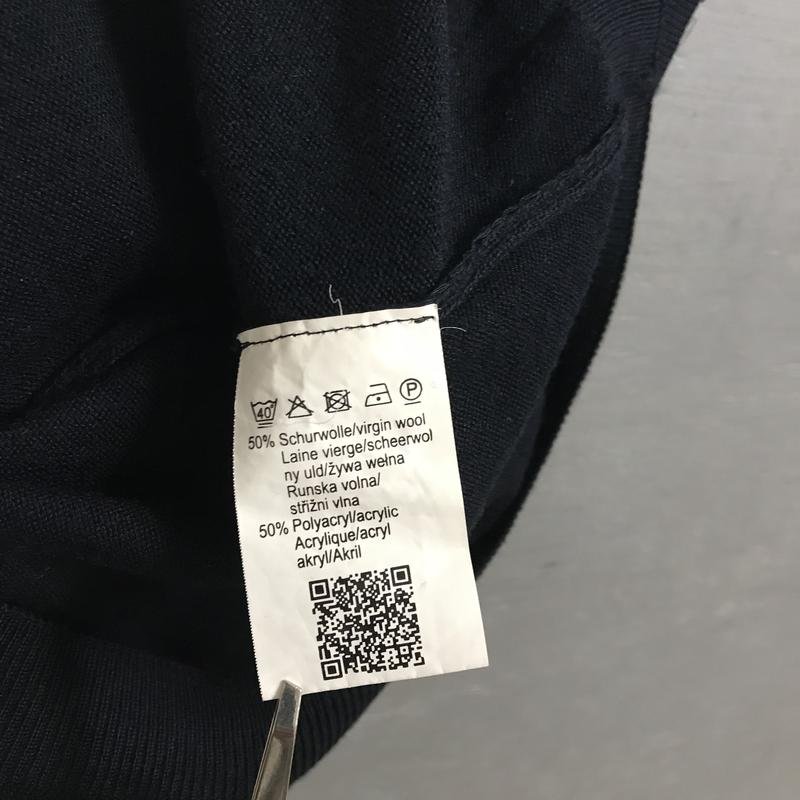 40°
P
50% Schurwolle/virgin wool
Laine vierge/scheerwol
ny uld/żywa wełna
Runska volna/
střižni vlna
50% Polyacryl/acrylic
Acrylique/acryl
akryl/Akril